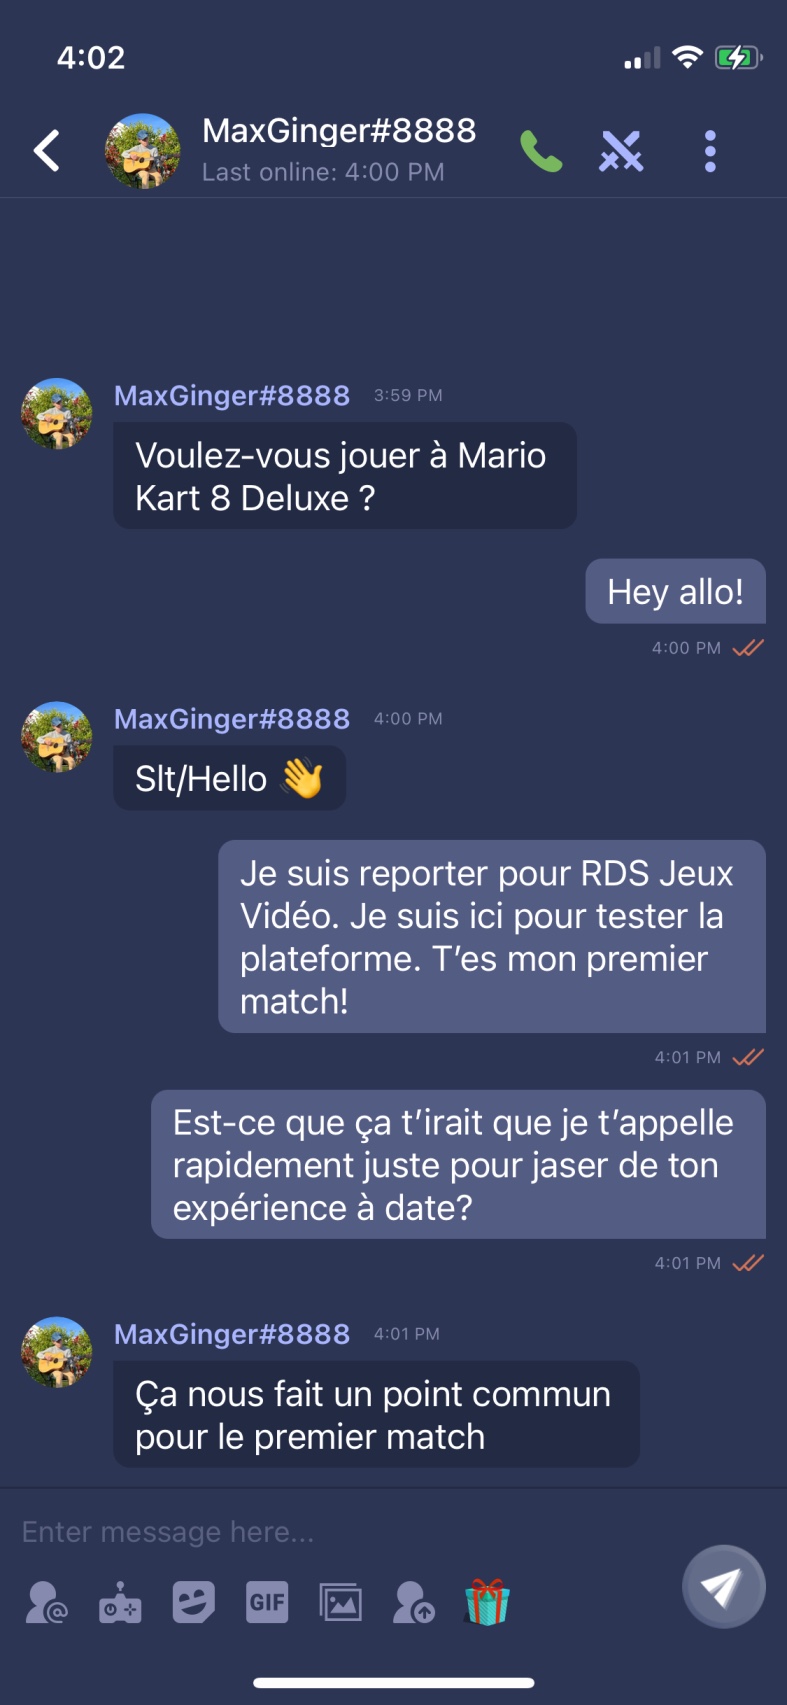 4:02
MaxGinger#8888
Last online: 4:00 PM
MaxGinger#8888 3:59 PM
Voulez-vous jouer à Mario
Kart 8 Deluxe ?
Hey allo!
4:00 PM
MaxGinger#8888 4:00 PM
Slt/Hello 👋
Je suis reporter pour RDS Jeux
Vidéo. Je suis ici pour tester la
plateforme. T’es mon premier
match!
4:01 PM
Est-ce que ça t’irait que je t’appelle
rapidement juste pour jaser de ton
expérience à date?
4:01 PM
MaxGinger#8888 4:01 PM
Ça nous fait un point commun
pour le premier match
Enter message here...
GIF